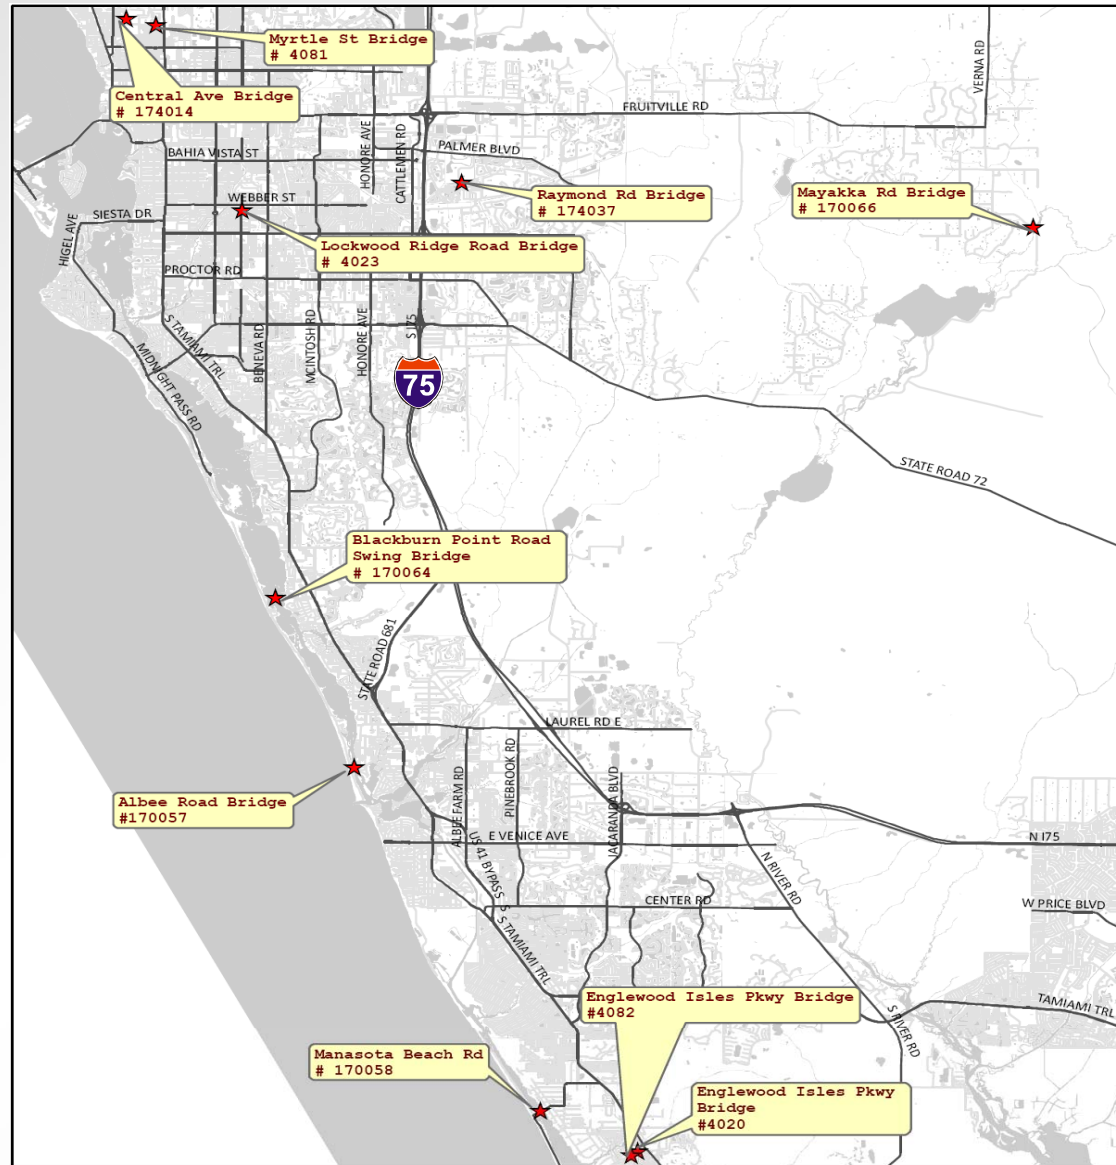 Myrtle St Bridge
# 4081
Central Ave Bridge
# 174014
VERNA RD
FRUITVILLE RD
HONORE AVE
CATTLEMEN RD
PALMER BLVD
BAHIA VISTA ST
Raymond Rd Bridge
# 174037
Mayakka Rd Bridge
# 170066
WEBBER ST
SIESTA DR
HIGEL AVE
Lockwood Ridge Road Bridge
# 4023
PROCTOR RD
S TAMIAMI TRL
BENEVA RD
MCINTOSH RD
HONORE AVE
S I75
MIDNIGHT PASS RD
75
STATE ROAD 72
Blackburn Point Road
Swing Bridge
# 170064
STATE ROAD 681
LAUREL RD E
ALBEE FARM RD
PINEBROOK RD
JACARANDA BLVD
Albee Road Bridge
#170057
E VENICE AVE
US 41 BYPASS S
N I75
N RIVER RD
CENTER RD
W PRICE BLVD
S TAMIAMI TRL
Englewood Isles Pkwy Bridge
#4082
TAMIAMI TRL
S RIVER RD
Manasota Beach Rd
# 170058
Englewood Isles Pkwy
Bridge
#4020